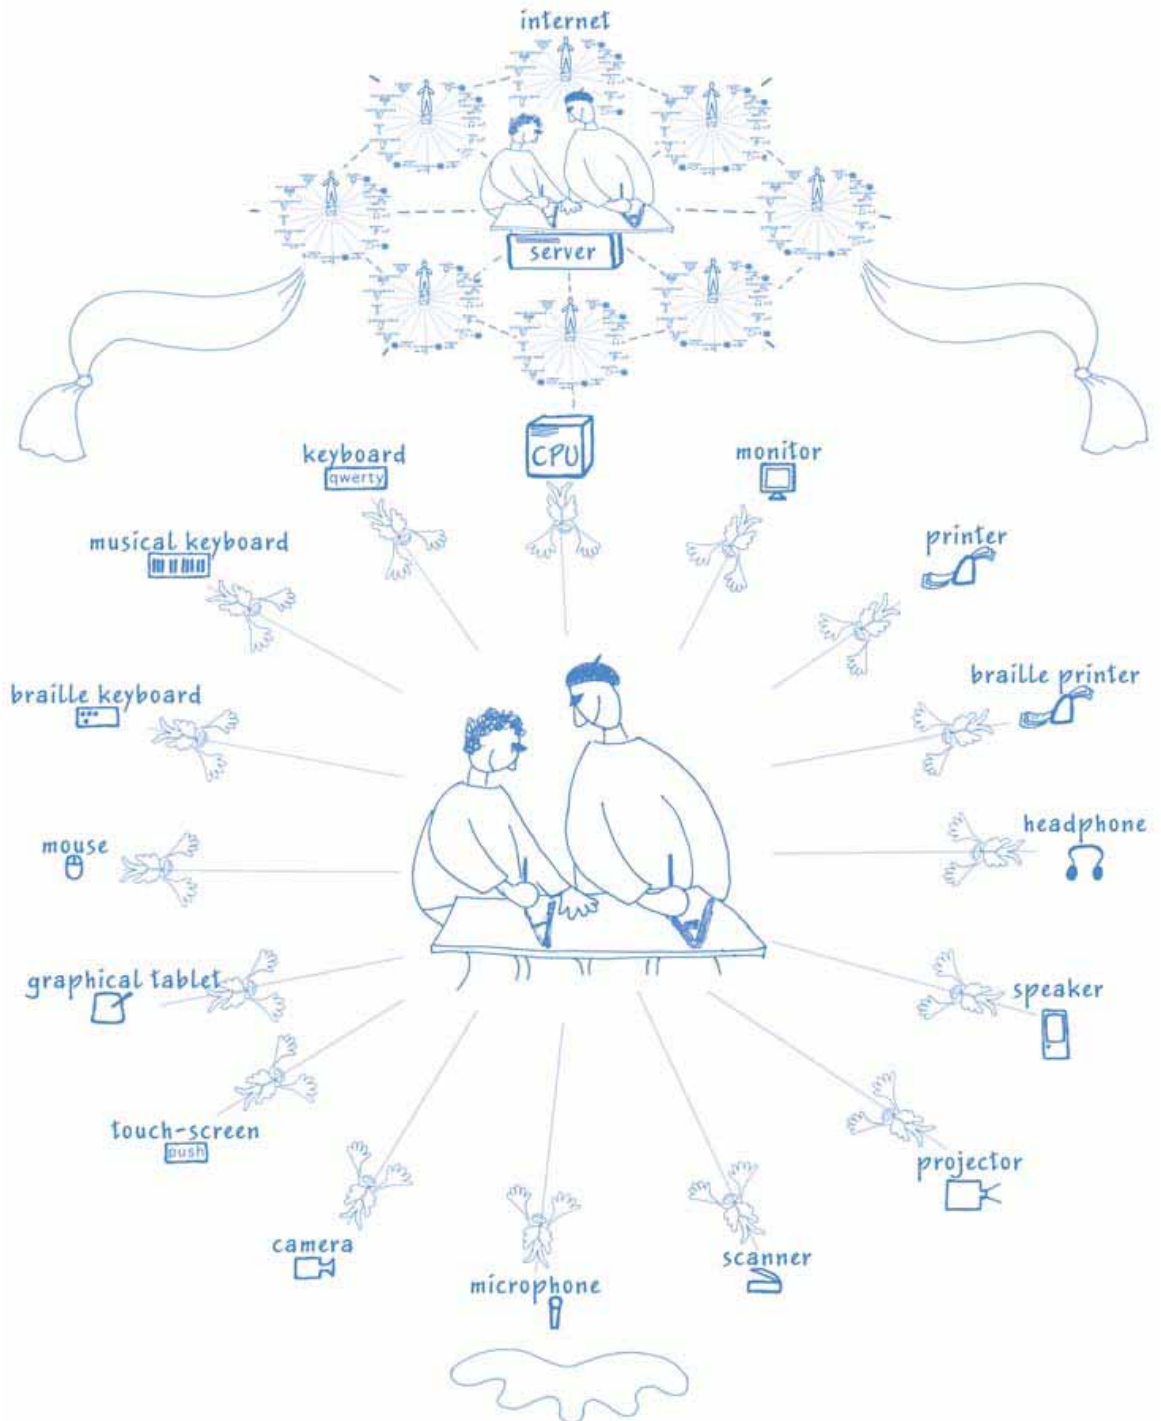 internet
server
CPU
keyboard
qwerty
monitor
musical keyboard
printer
braille keyboard
braille printer
mouse
headphone
graphical tablet
speaker
touch-screen
push
projector
camera
scanner
microphone